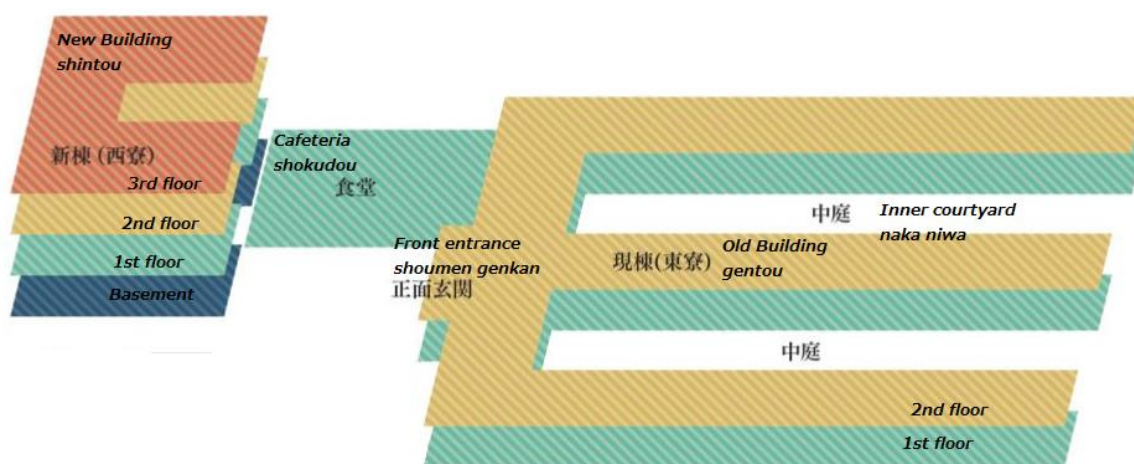 New Building
shintou
新棟(西寮)
3rd floor
2nd floor
1st floor
Basement
Cafeteria
shokudou
食堂
Front entrance
shoumen genkan
正面玄関
中庭
Inner courtyard
naka niwa
現棟(東寮)
Old Building
gentou
中庭
2nd floor
1st floor